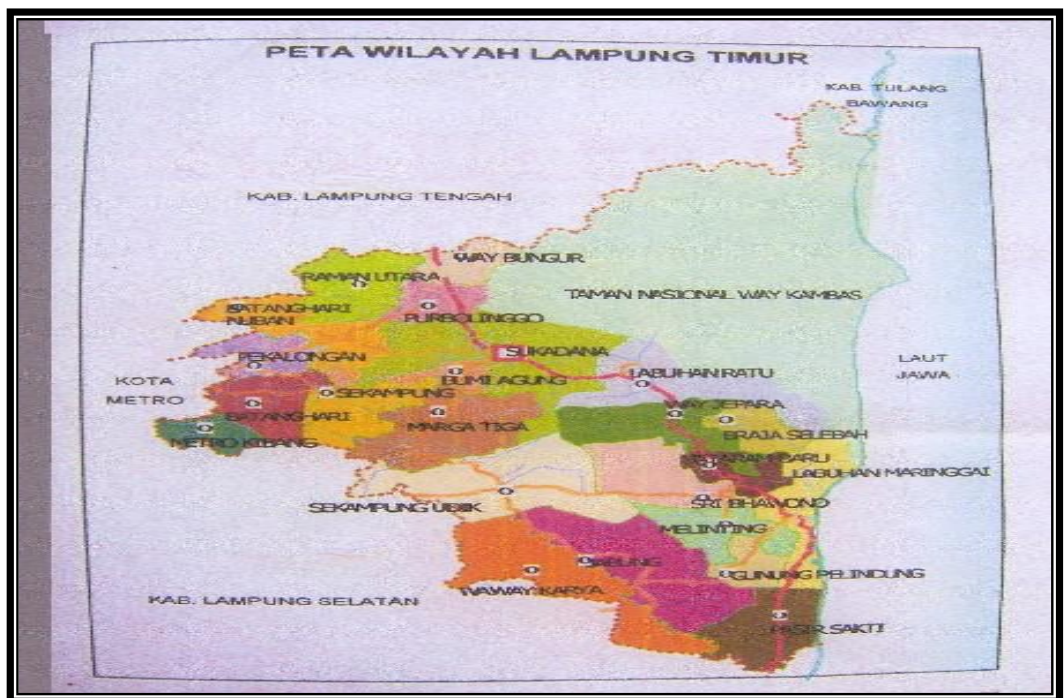 PETA WILAYAH LAMPUNG TIMUR
KAB. TULANG
BAWANG
KAB. LAMPUNG TENGAH
WAY BUNGUR
RAMAN UTARA
TAMAN NASIONAL WAY KAMBAS
BATANGHARI
NUBAN
PURBOLINGGO
SUKADANA
PEKALONGAN
LAUT
JAWA
LABUHAN RATU
KOTA
METRO
BUMI AGUNG
SEKAMPUNG
WAY JEPARA
BATANGHARI
MARGA TIGA
BRAJA SELEBAH
METRO KIBANG
MATARAM BARU
LABUHAN MARINGGAI
SEKAMPUNG UDIK
SRI BHAWONO
MELINTING
JABUNG
GUNUNG PELINDUNG
WAWAY KARYA
KAB. LAMPUNG SELATAN
PASIR SAKTI